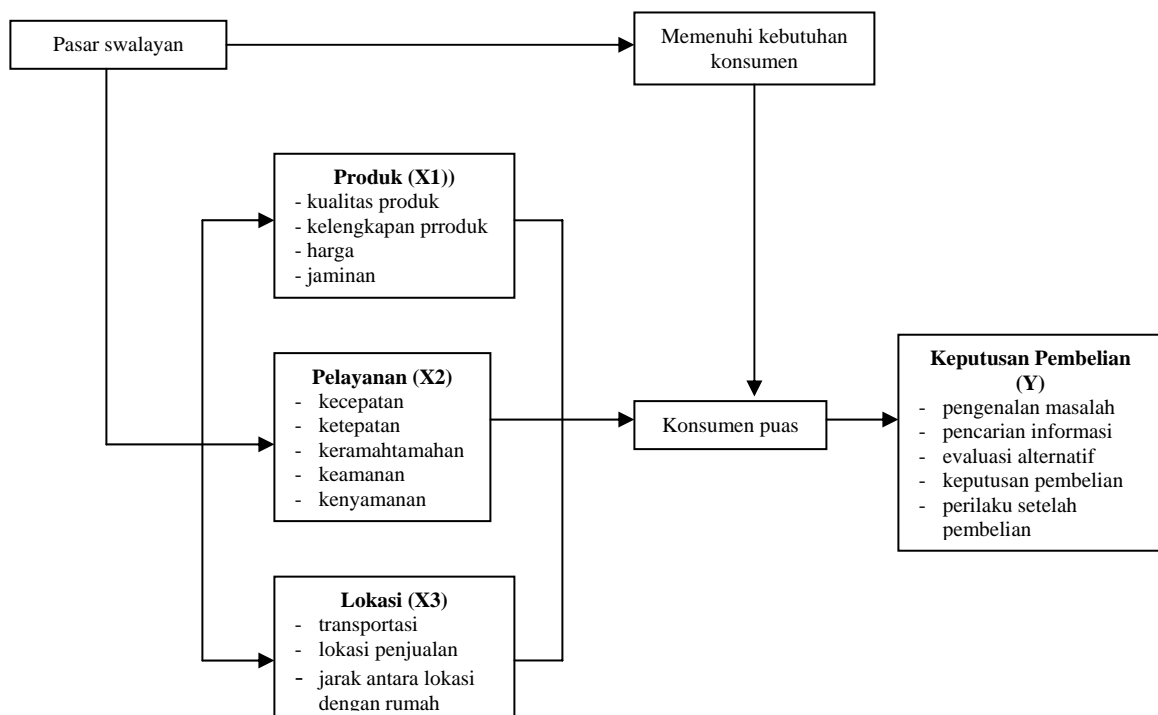 Pasar swalayan
Memenuhi kebutuhan
konsumen
Produk (X1))
- kualitas produk
- kelengkapan prroduk
- harga
- jaminan
Pelayanan (X2)
- kecepatan
- ketepatan
- keramahtamahan
- keamanan
- kenyamanan
Lokasi (X3)
- transportasi
- lokasi penjualan
- jarak antara lokasi
dengan rumah
Konsumen puas
Keputusan Pembelian
(Y)
- pengenalan masalah
- pencarian informasi
- evaluasi alternatif
- keputusan pembelian
- perilaku setelah
pembelian